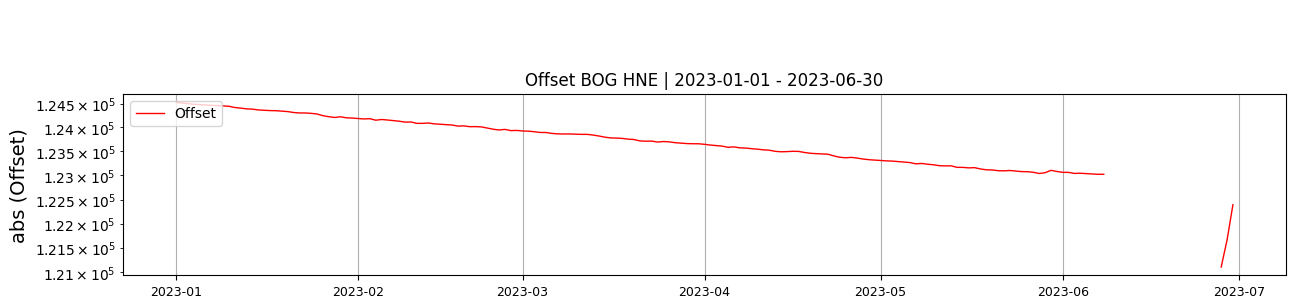 Offset BOG HNE | 2023-01-01 - 2023-06-30
abs (Offset)
1.245 × 10⁵
1.24 × 10⁵
1.235 × 10⁵
1.23 × 10⁵
1.225 × 10⁵
1.22 × 10⁵
1.215 × 10⁵
1.21 × 10⁵
Offset
2023-01 2023-02 2023-03 2023-04 2023-05 2023-06 2023-07